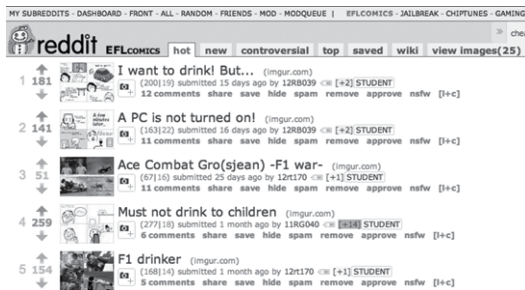 MY SUBREDDITS - DASHBOARD - FRONT - ALL - RANDOM - FRIENDS - MOD - MODQUEUE | EFLCOMICS - JAILBREAK - CHIPTUNES - GAMING
» chea
reddit EFLCOMICS hot new controversial top saved wiki view images(25)
1 181 I want to drink! But... (imgur.com)
(200|19) submitted 15 days ago by 12RB039 [+2] STUDENT
12 comments share save hide spam remove approve nsfw [l+c]
2 141 A PC is not turned on! (imgur.com)
(163|22) submitted 16 days ago by 12RB039 [+2] STUDENT
11 comments share save hide spam remove approve nsfw [l+c]
3 51 Ace Combat Gro(sjean) -F1 war- (imgur.com)
(67|16) submitted 25 days ago by 12rt170 [+1] STUDENT
11 comments share save hide spam remove approve nsfw [l+c]
4 259 Must not drink to children (imgur.com)
(277|18) submitted 1 month ago by 11RG040 [+14] STUDENT
6 comments share save hide spam remove approve nsfw [l+c]
5 154 F1 drinker (imgur.com)
(168|14) submitted 1 month ago by 12rt170 [+1] STUDENT
5 comments share save hide spam remove approve nsfw [l+c]